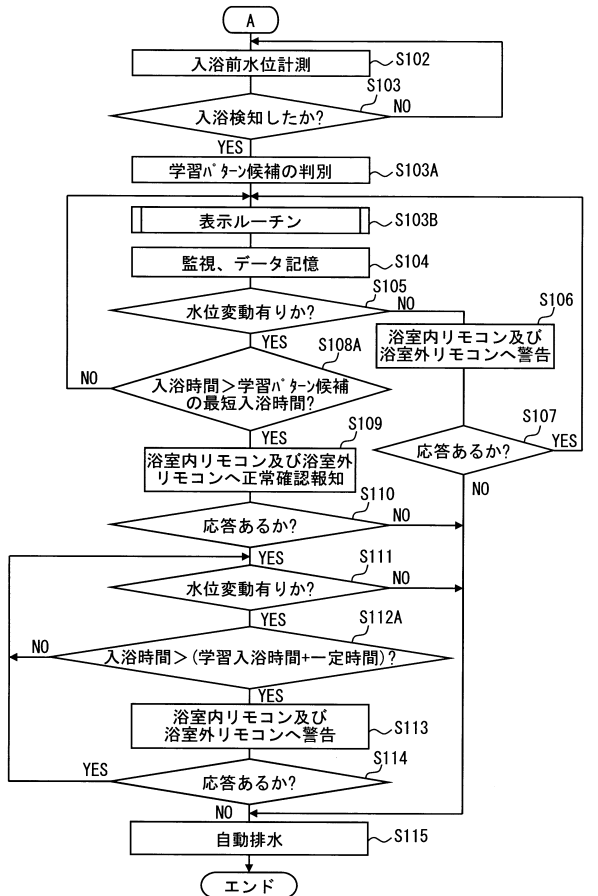 A
入浴前水位計測
S102
入浴検知したか?
S103
NO
YES
学習ﾊﾟﾀｰﾝ候補の判別
S103A
表示ルーチン
S103B
監視、データ記憶
S104
水位変動有りか?
S105
NO
YES
浴室内リモコン及び
浴室外リモコンへ警告
S106
入浴時間>学習ﾊﾟﾀｰﾝ候補
の最短入浴時間?
S108A
NO
YES
応答あるか?
S107
YES
NO
浴室内リモコン及び浴室外
リモコンへ正常確認報知
S109
応答あるか?
S110
NO
YES
水位変動有りか?
S111
NO
YES
入浴時間>(学習入浴時間+一定時間)?
S112A
NO
YES
浴室内リモコン及び
浴室外リモコンへ警告
S113
応答あるか?
S114
YES
NO
自動排水
S115
エンド